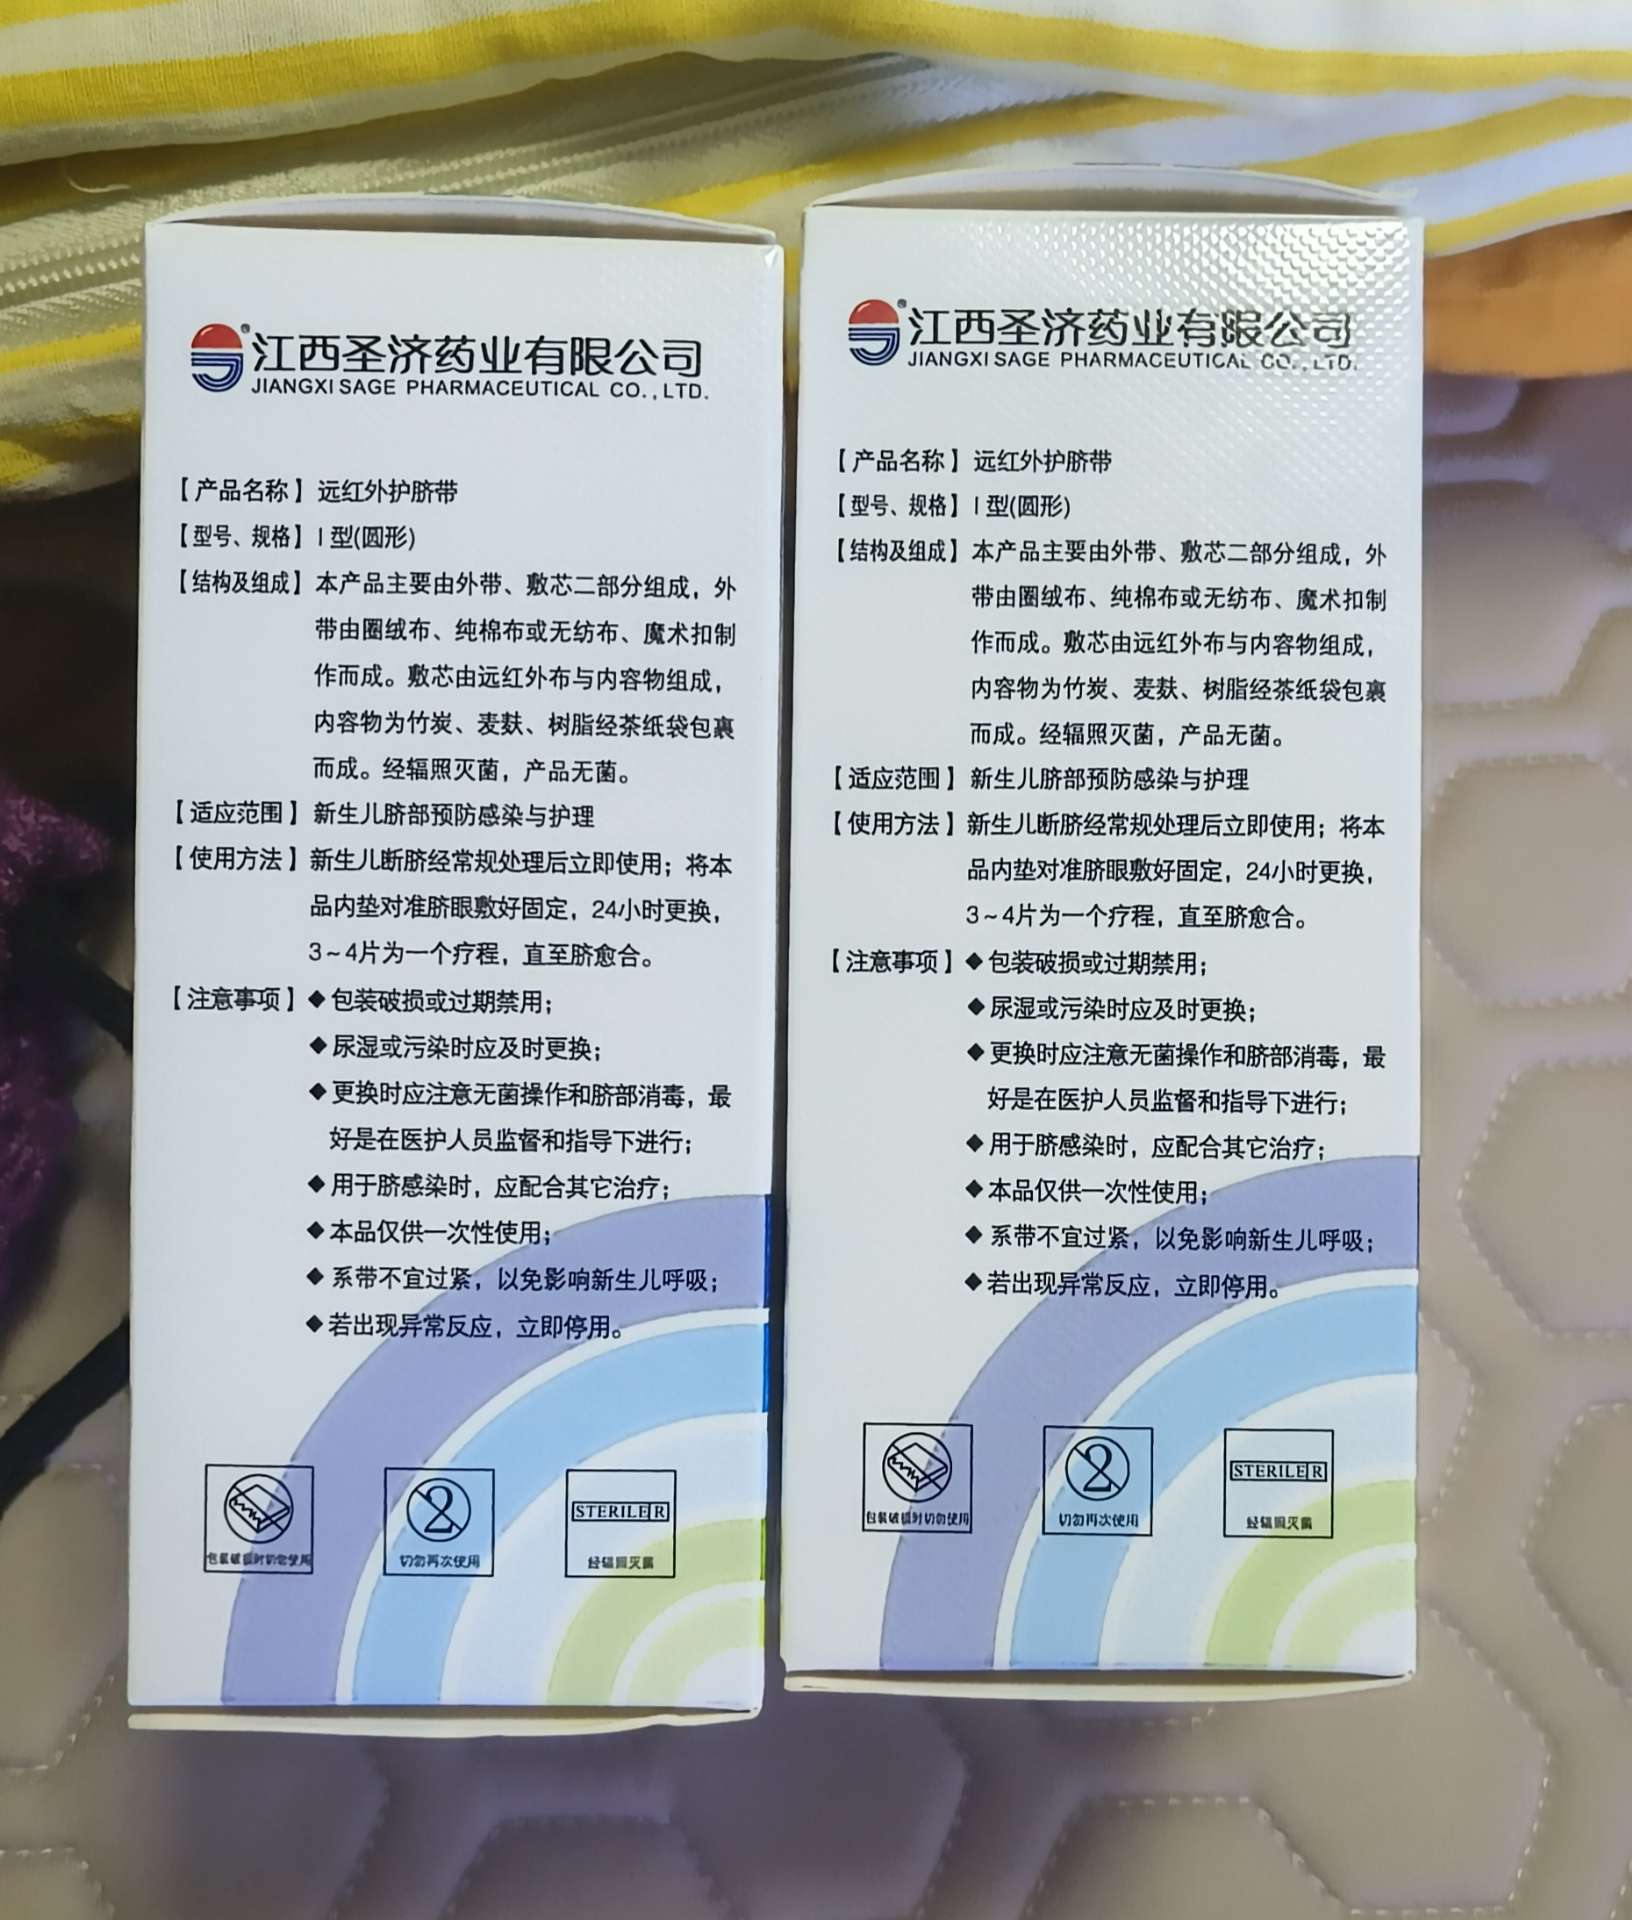 江西圣济药业有限公司
JIANGXI SAGE PHARMACEUTICAL CO., LTD.
【产品名称】远红外护脐带
【型号、规格】I 型(圆形)
【结构及组成】本产品主要由外带、敷芯二部分组成，外
带由圈绒布、纯棉布或无纺布、魔术扣制
作而成。敷芯由远红外布与内容物组成，
内容物为竹炭、麦麸、树脂经茶纸袋包裹
而成。经辐照灭菌，产品无菌。
【适应范围】新生儿脐部预防感染与护理
【使用方法】新生儿断脐经常规处理后立即使用；将本
品内垫对准脐眼敷好固定，24小时更换，
3~4片为一个疗程，直至脐愈合。
【注意事项】◆包装破损或过期禁用；
◆尿湿或污染时应及时更换；
◆更换时应注意无菌操作和脐部消毒，最
好是在医护人员监督和指导下进行；
◆用于脐感染时，应配合其它治疗；
◆本品仅供一次性使用；
◆系带不宜过紧，以免影响新生儿呼吸；
◆若出现异常反应，立即停用。
包装破损时切勿使用
2
切勿再次使用
STERILE R
经辐照灭菌
江西圣济药业有限公司
JIANGXI SAGE PHARMACEUTICAL CO., LTD.
【产品名称】远红外护脐带
【型号、规格】I 型(圆形)
【结构及组成】本产品主要由外带、敷芯二部分组成，外
带由圈绒布、纯棉布或无纺布、魔术扣制
作而成。敷芯由远红外布与内容物组成，
内容物为竹炭、麦麸、树脂经茶纸袋包裹
而成。经辐照灭菌，产品无菌。
【适应范围】新生儿脐部预防感染与护理
【使用方法】新生儿断脐经常规处理后立即使用；将本
品内垫对准脐眼敷好固定，24小时更换，
3~4片为一个疗程，直至脐愈合。
【注意事项】◆包装破损或过期禁用；
◆尿湿或污染时应及时更换；
◆更换时应注意无菌操作和脐部消毒，最
好是在医护人员监督和指导下进行；
◆用于脐感染时，应配合其它治疗；
◆本品仅供一次性使用；
◆系带不宜过紧，以免影响新生儿呼吸；
◆若出现异常反应，立即停用。
包装破损时切勿使用
2
切勿再次使用
STERILE R
经辐照灭菌